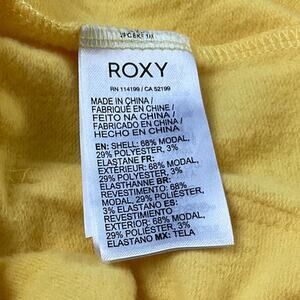 ROXY
RN 114199 / CA 52199
MADE IN CHINA /
FABRIQUÉ EN CHINE /
FEITO NA CHINA /
FABRICADO EN CHINA /
HECHO EN CHINA
EN: SHELL: 68% MODAL,
29% POLYESTER, 3%
ELASTANE FR:
EXTÉRIEUR: 68% MODAL,
29% POLYESTER, 3%
ÉLASTHANNE BR:
REVESTIMENTO: 68%
MODAL, 29% POLIÉSTER,
3% ELASTANO ES:
REVESTIMIENTO
EXTERIOR: 68% MODAL,
29% POLIÉSTER, 3%
ELASTANO MX: TELA